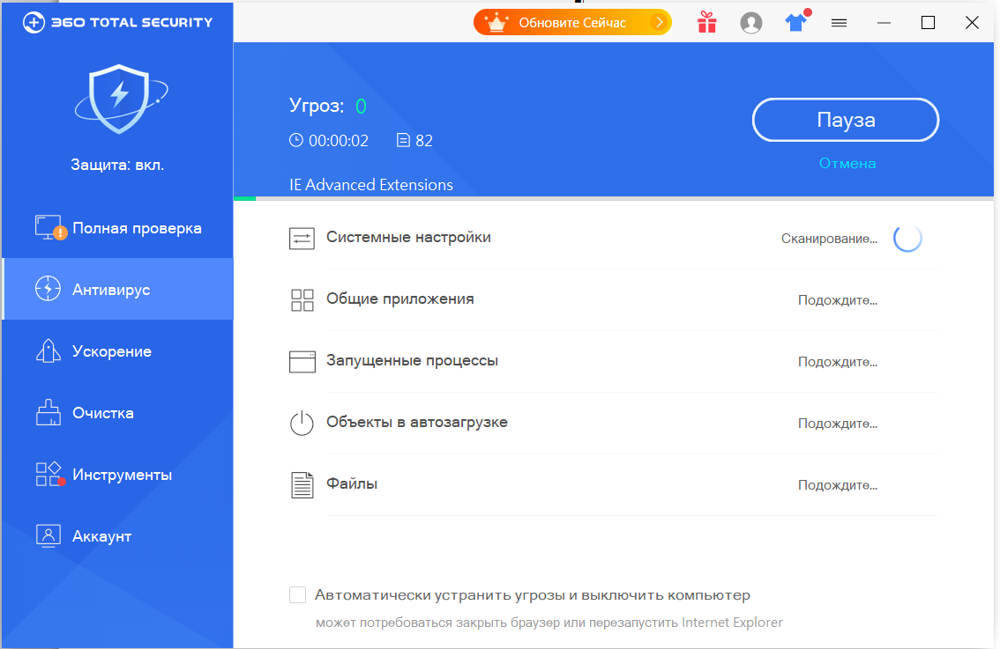 360 TOTAL SECURITY
Обновите Сейчас
Защита: вкл.
Полная проверка
Антивирус
Ускорение
Очистка
Инструменты
Аккаунт
Угроз: 0
00:00:02 82
IE Advanced Extensions
Пауза
Отмена
Системные настройки Сканирование...
Общие приложения Подождите...
Запущенные процессы Подождите...
Объекты в автозагрузке Подождите...
Файлы Подождите...
Автоматически устранить угрозы и выключить компьютер
может потребоваться закрыть браузер или перезапустить Internet Explorer